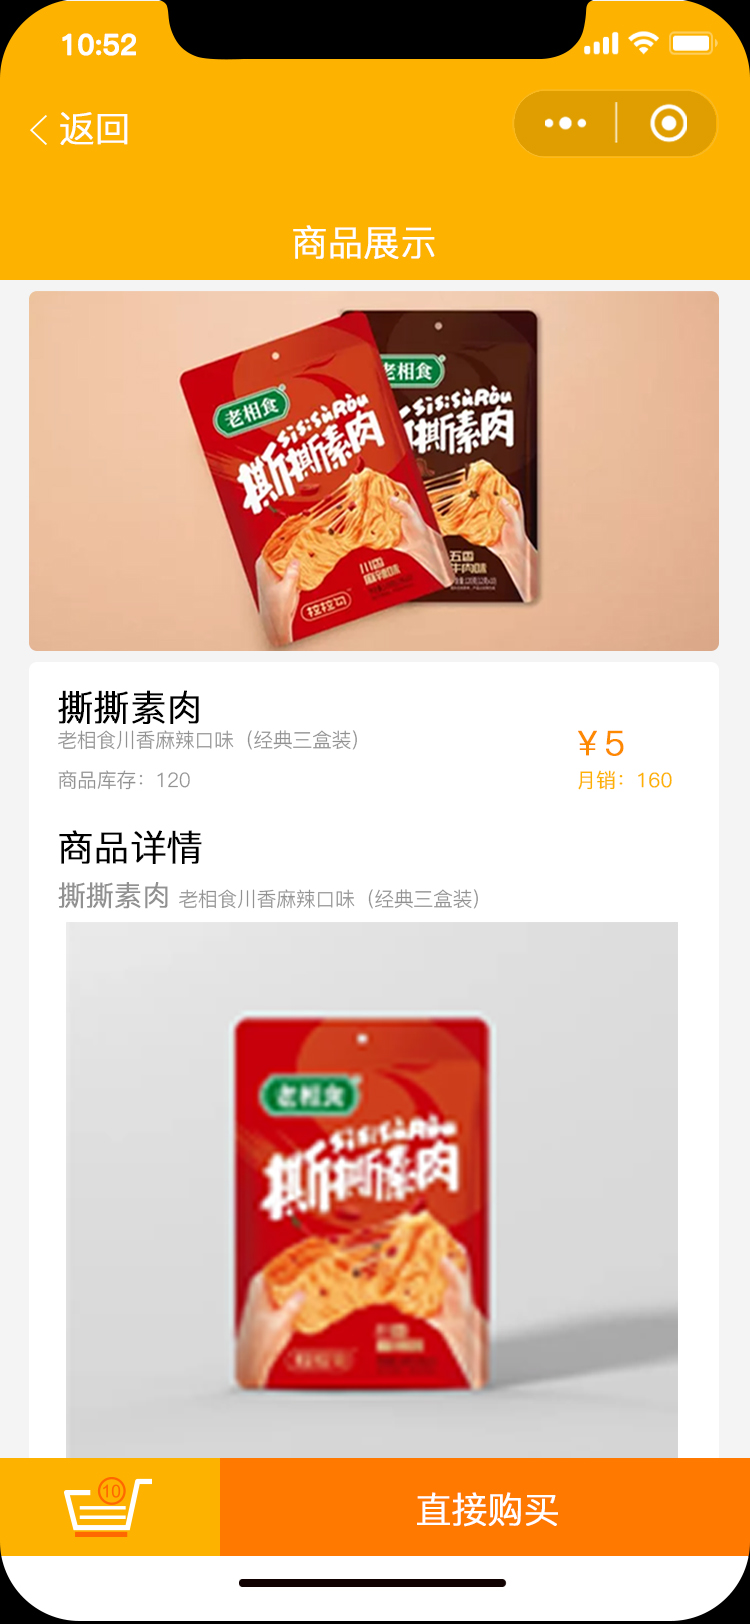 10:52
返回
商品展示
老相食
老相食
sisisùRòu
sisisùRòu
撕撕素肉
撕撕素肉
川香
麻辣味
五香
牛肉味
拉拉勾
撕撕素肉
老相食川香麻辣口味（经典三盒装）
¥5
商品库存：120
月销：160
商品详情
撕撕素肉 老相食川香麻辣口味（经典三盒装）
老相食
sisisùRòu
撕撕素肉
10
直接购买